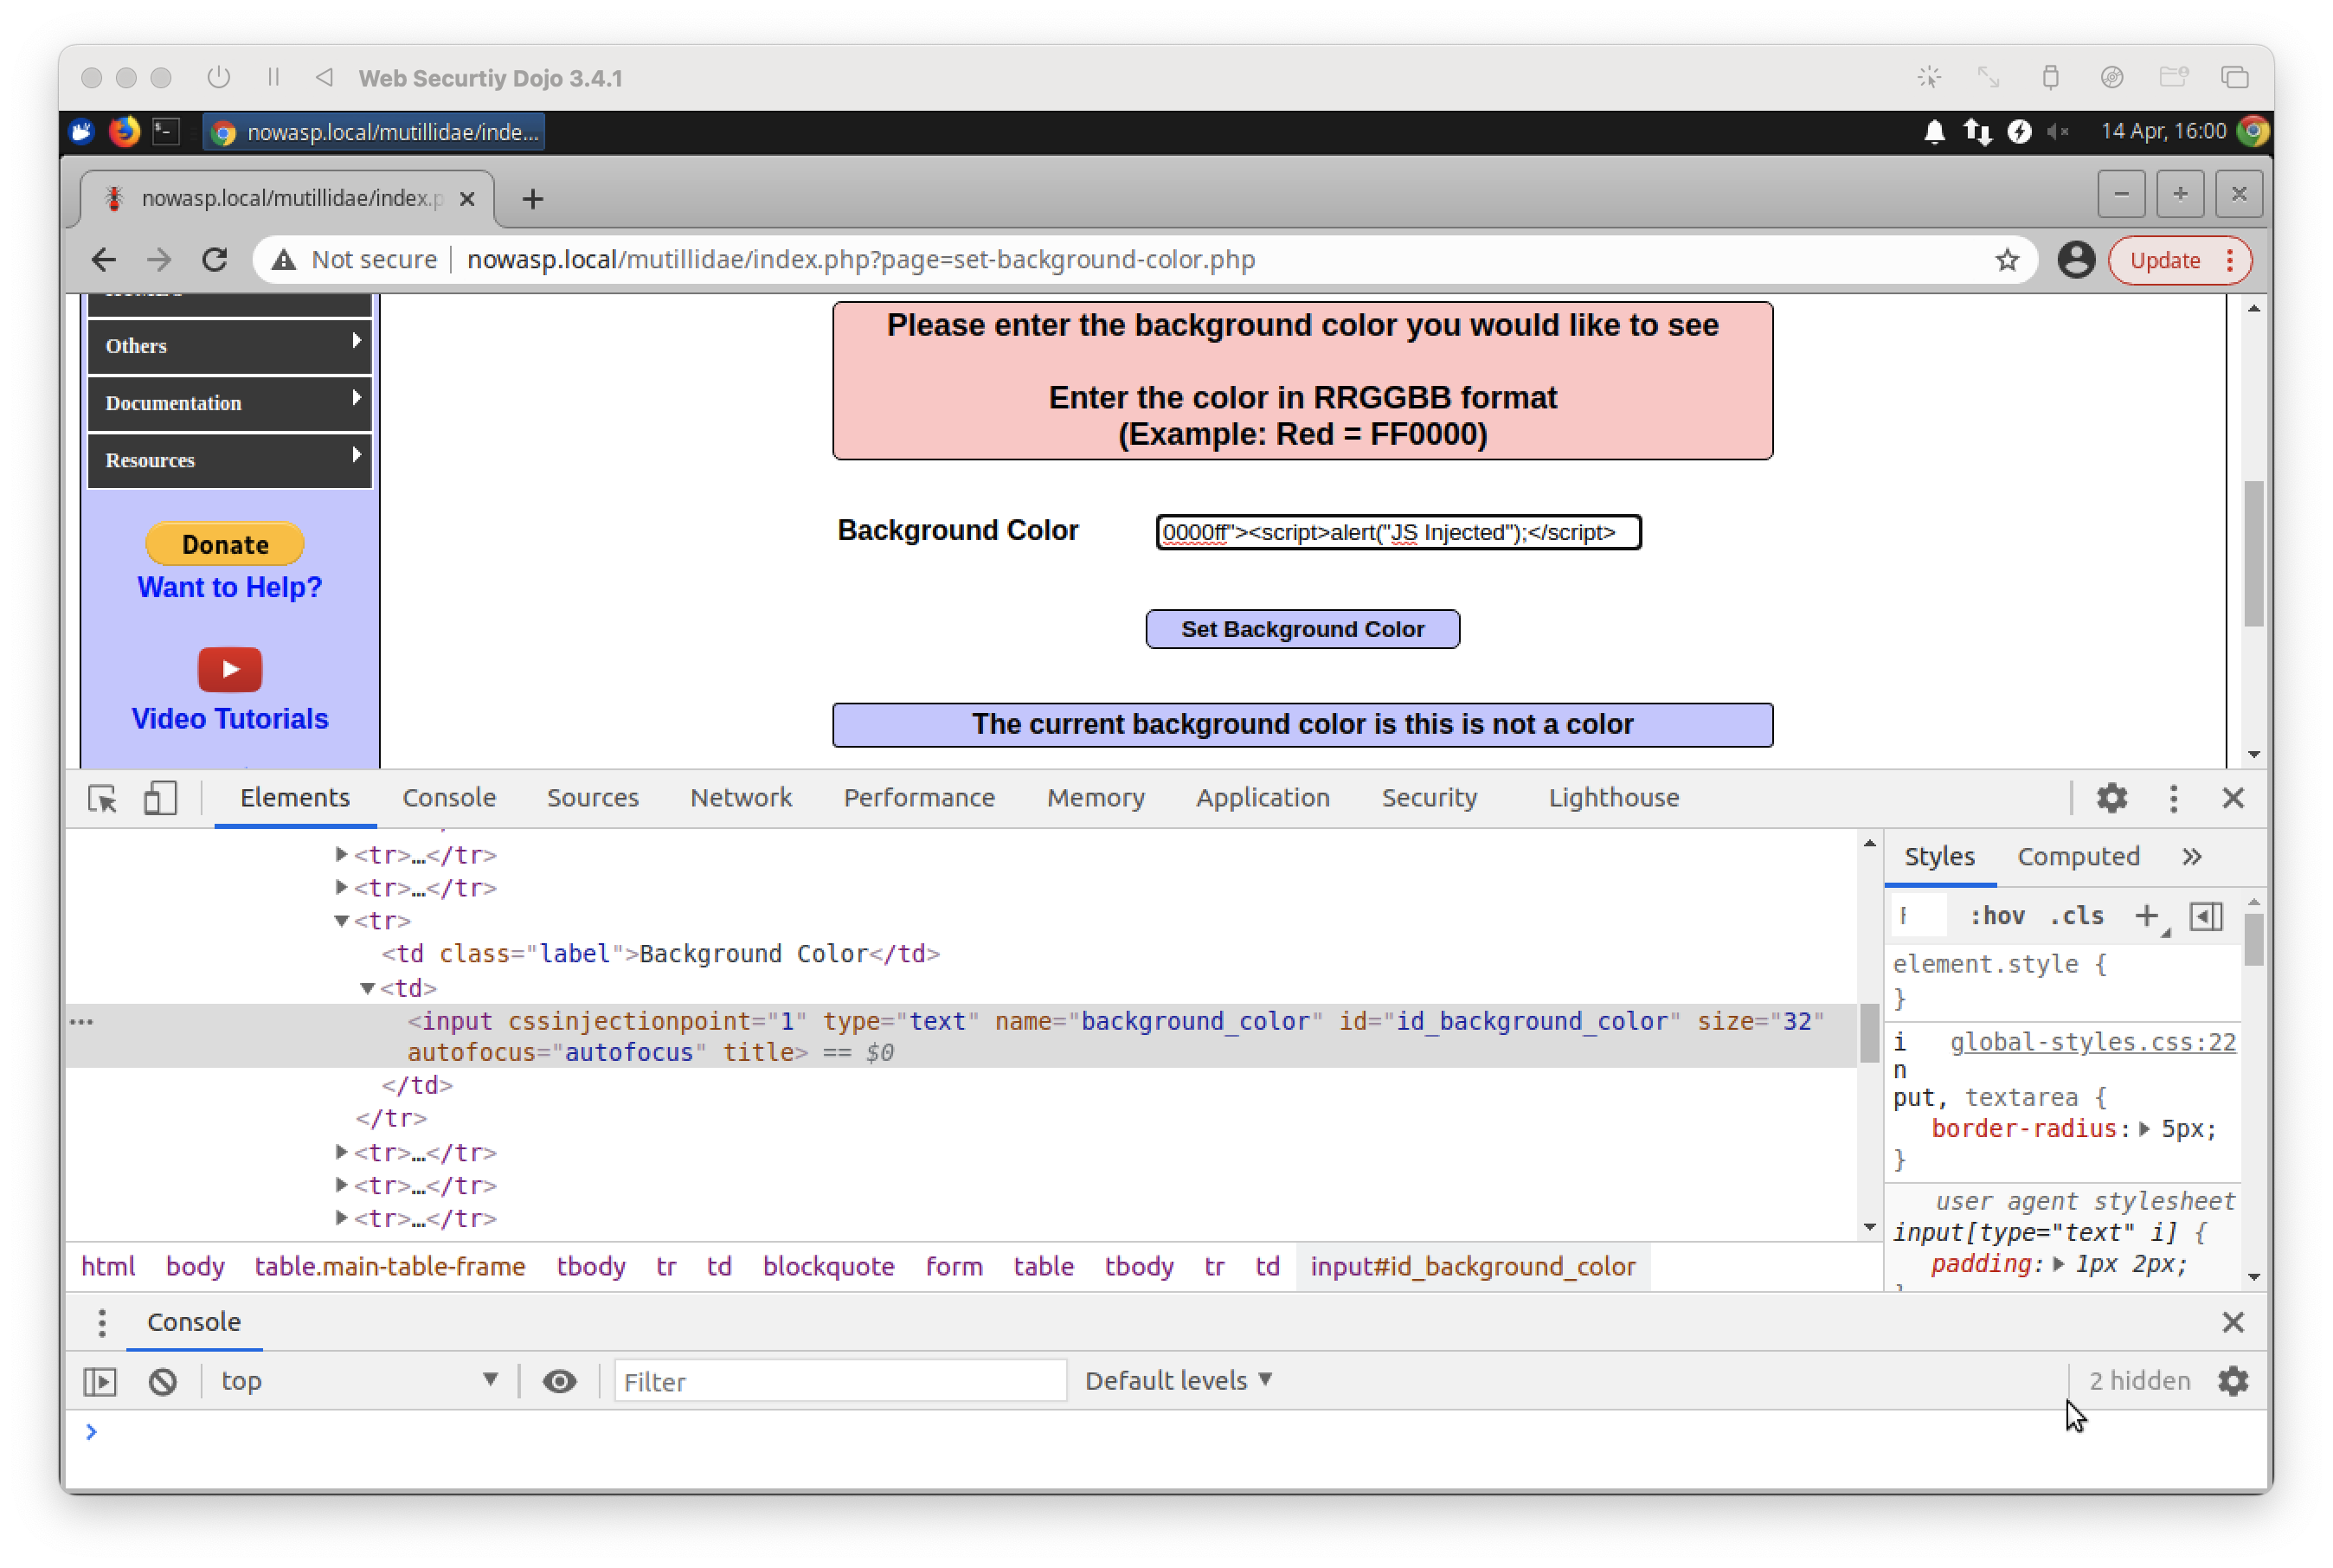 Web Securtiy Dojo 3.4.1
nowasp.local/mutillidae/inde...
14 Apr, 16:00
nowasp.local/mutillidae/index.p
Not secure
nowasp.local/mutillidae/index.php?page=set-background-color.php
Update
Others
Documentation
Resources
Donate
Want to Help?
Video Tutorials
Please enter the background color you would like to see
Enter the color in RRGGBB format
(Example: Red = FF0000)
Background Color
0000ff"><script>alert("JS Injected");</script>
Set Background Color
The current background color is this is not a color
Elements
Console
Sources
Network
Performance
Memory
Application
Security
Lighthouse
<tr>…</tr>
<tr>…</tr>
<tr>
<td class="label">Background Color</td>
<td>
<input cssinjectionpoint="1" type="text" name="background_color" id="id_background_color" size="32"
autofocus="autofocus" title> == $0
</td>
</tr>
<tr>…</tr>
<tr>…</tr>
<tr>…</tr>
html body table.main-table-frame tbody tr td blockquote form table tbody tr td input#id_background_color
Styles
Computed
:hov .cls
element.style {
}
i global-styles.css:22
n
put, textarea {
border-radius: 5px;
}
user agent stylesheet
input[type="text" i] {
padding: 1px 2px;
Console
top
Filter
Default levels
2 hidden